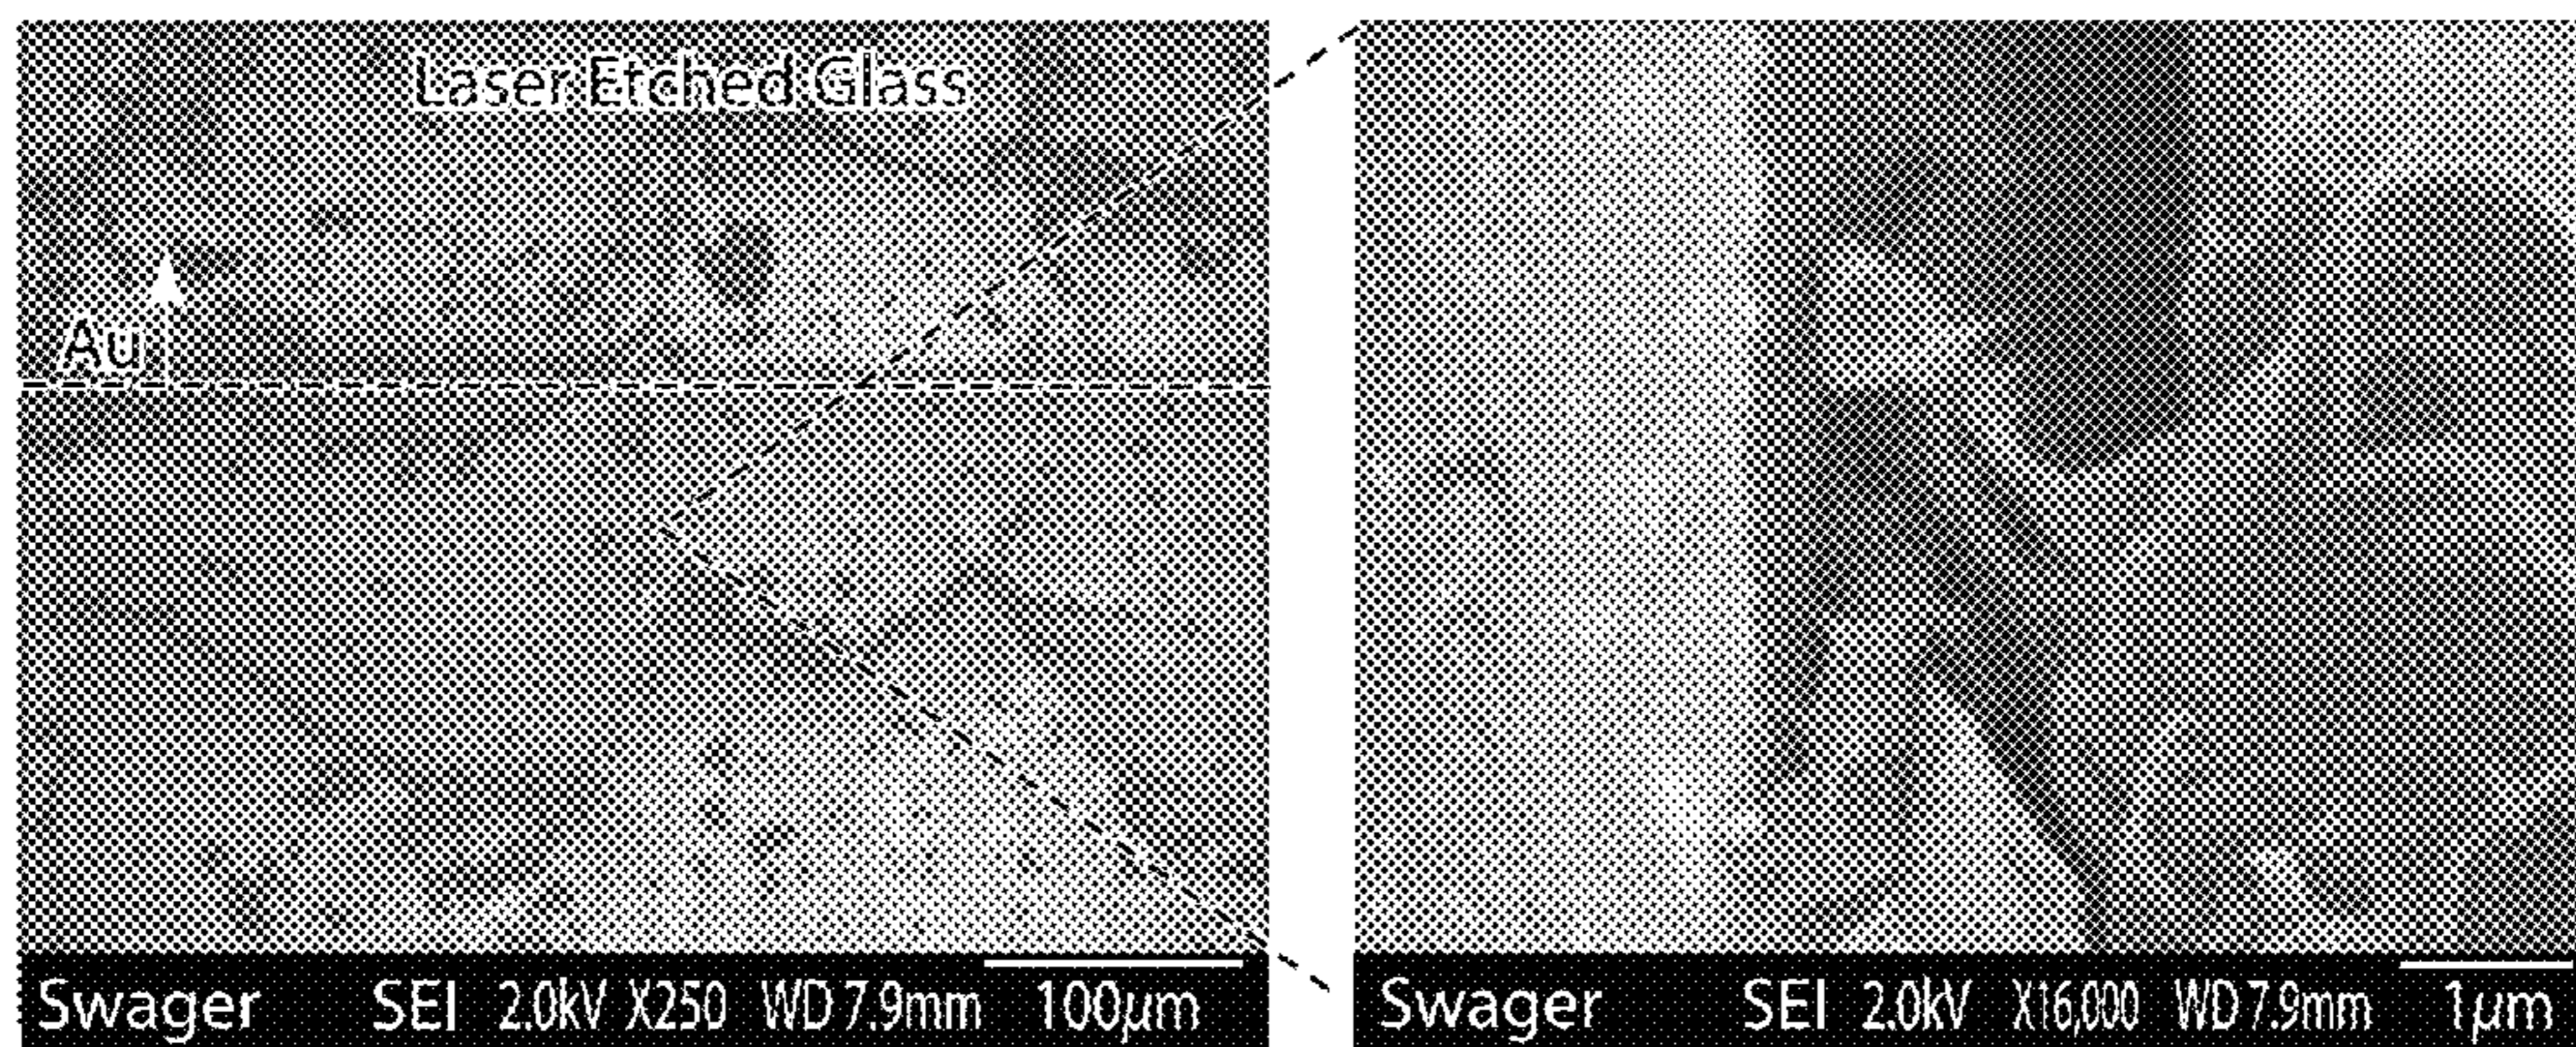 Laser Etched Glass
Au
Swager SEI 2.0kV X250 WD 7.9mm 100μm
Swager SEI 2.0kV X16,000 WD 7.9mm 1μm